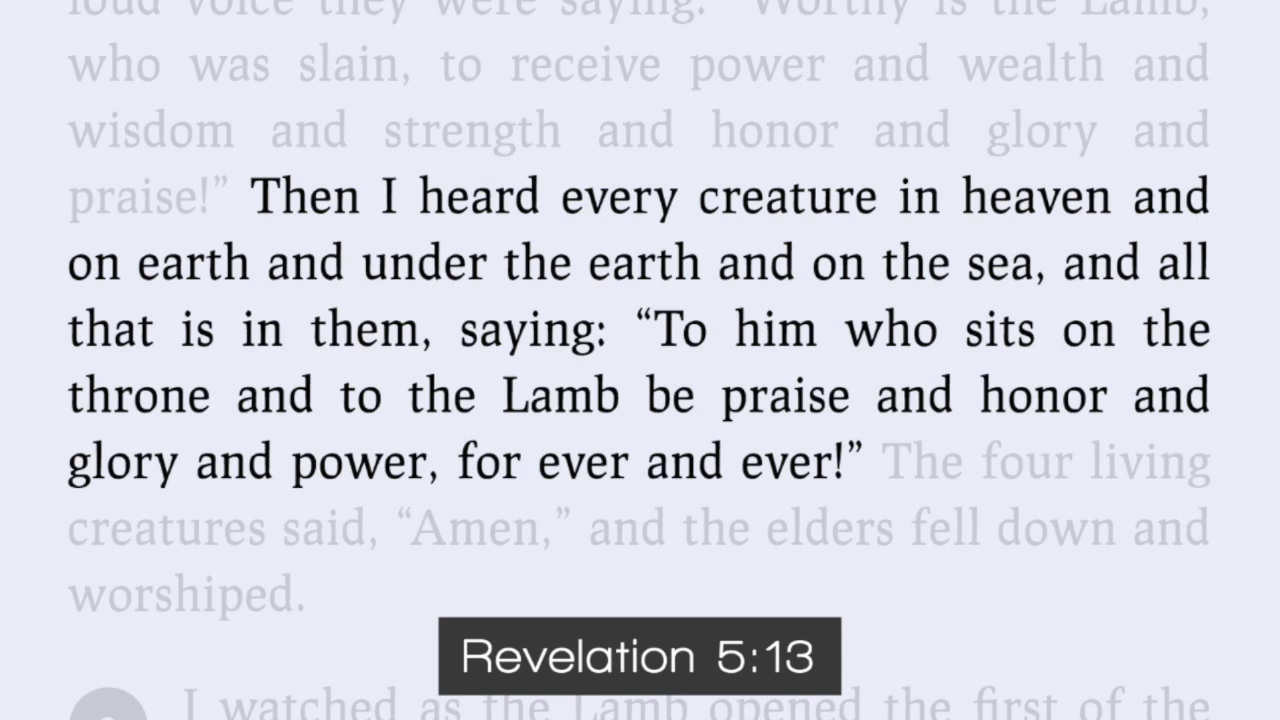 loud voice they were saying: "Worthy is the Lamb,
who was slain, to receive power and wealth and
wisdom and strength and honor and glory and
praise!” Then I heard every creature in heaven and
on earth and under the earth and on the sea, and all
that is in them, saying: “To him who sits on the
throne and to the Lamb be praise and honor and
glory and power, for ever and ever!” The four living
creatures said, “Amen,” and the elders fell down and
worshiped.
Revelation 5:13
I watched as the Lamb opened the first of the